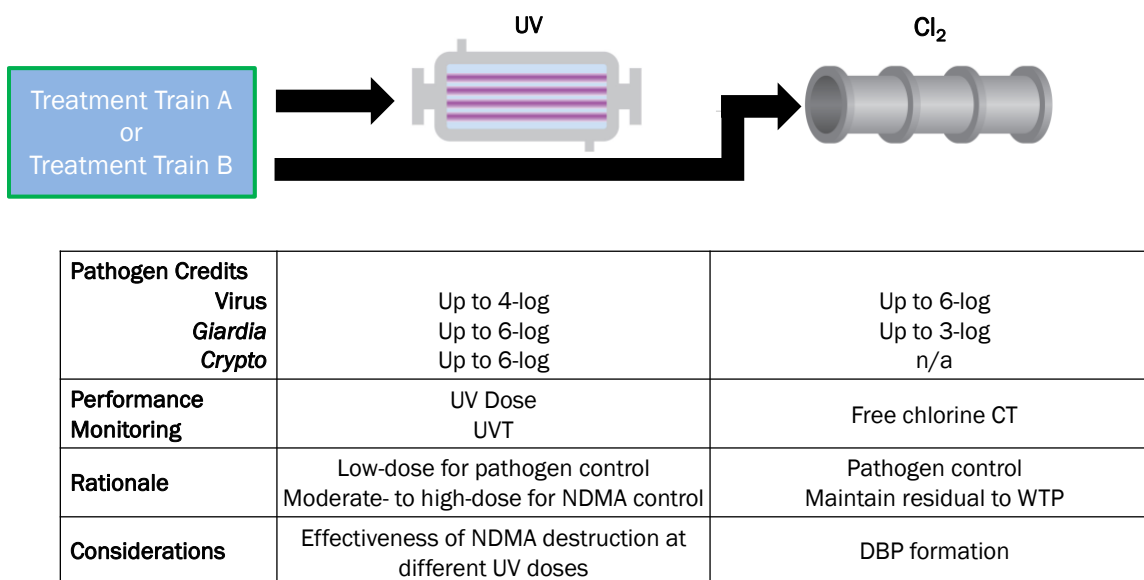 UV
Cl₂
Treatment Train A
or
Treatment Train B
Pathogen Credits
Virus Up to 4-log Up to 6-log
Giardia Up to 6-log Up to 3-log
Crypto Up to 6-log n/a
Performance Monitoring
UV Dose
UVT
Free chlorine CT
Rationale
Low-dose for pathogen control
Moderate- to high-dose for NDMA control
Pathogen control
Maintain residual to WTP
Considerations
Effectiveness of NDMA destruction at
different UV doses
DBP formation